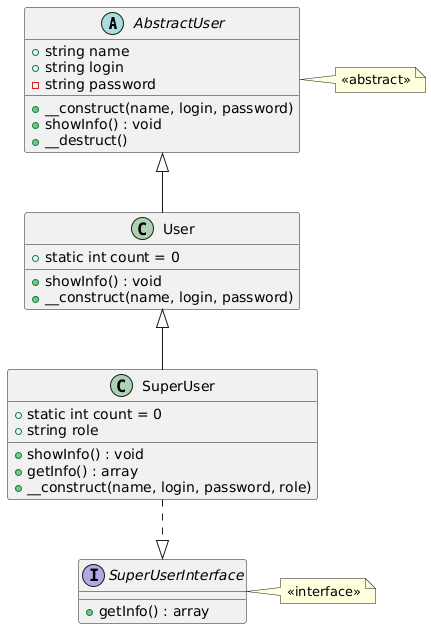 A AbstractUser
string name
string login
string password
__construct(name, login, password)
showInfo() : void
__destruct()
«abstract»
C User
static int count = 0
showInfo() : void
__construct(name, login, password)
C SuperUser
static int count = 0
string role
showInfo() : void
getInfo() : array
__construct(name, login, password, role)
I SuperUserInterface
getInfo() : array
«interface»